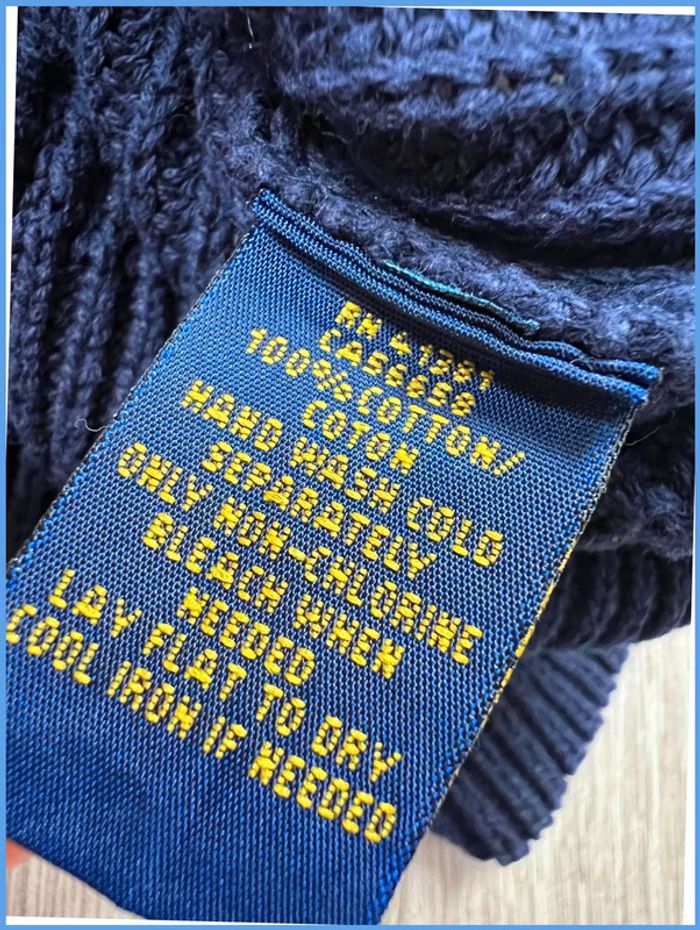 RN 41381
CA56688
100% COTTON/
COTON
HAND WASH COLD
SEPARATELY
ONLY NON-CHLORINE
BLEACH WHEN
NEEDED
LAY FLAT TO DRY
COOL IRON IF NEEDED